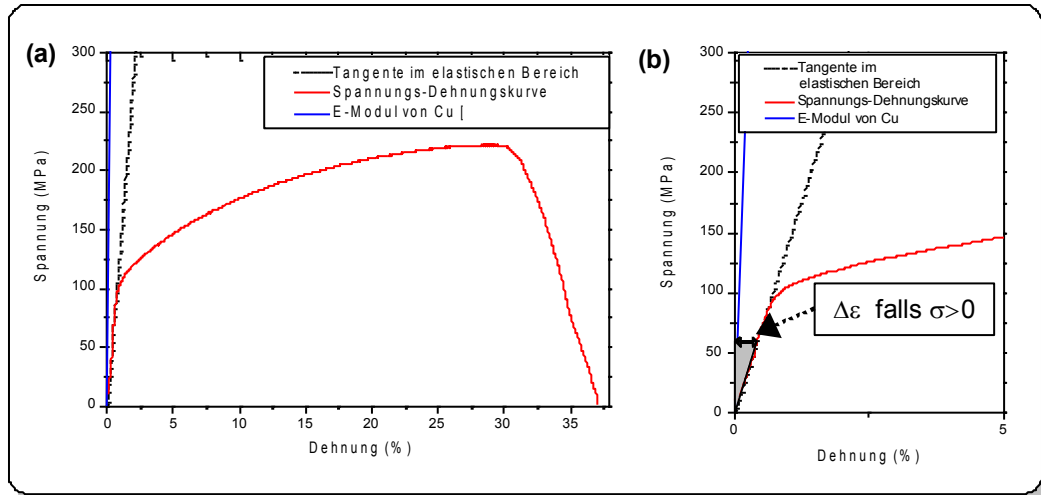 (a)
300
250
200
150
100
50
0
Spannung (MPa)
Tangente im elastischen Bereich
Spannungs-Dehnungskurve
E-Modul von Cu [
0 5 10 15 20 25 30 35
Dehnung (%)
(b)
300
250
200
150
100
50
0
Spannung (MPa)
Tangente im
elastischen Bereich
Spannungs-Dehnungskurve
E-Modul von Cu
Δε falls σ>0
0 5
Dehnung (%)